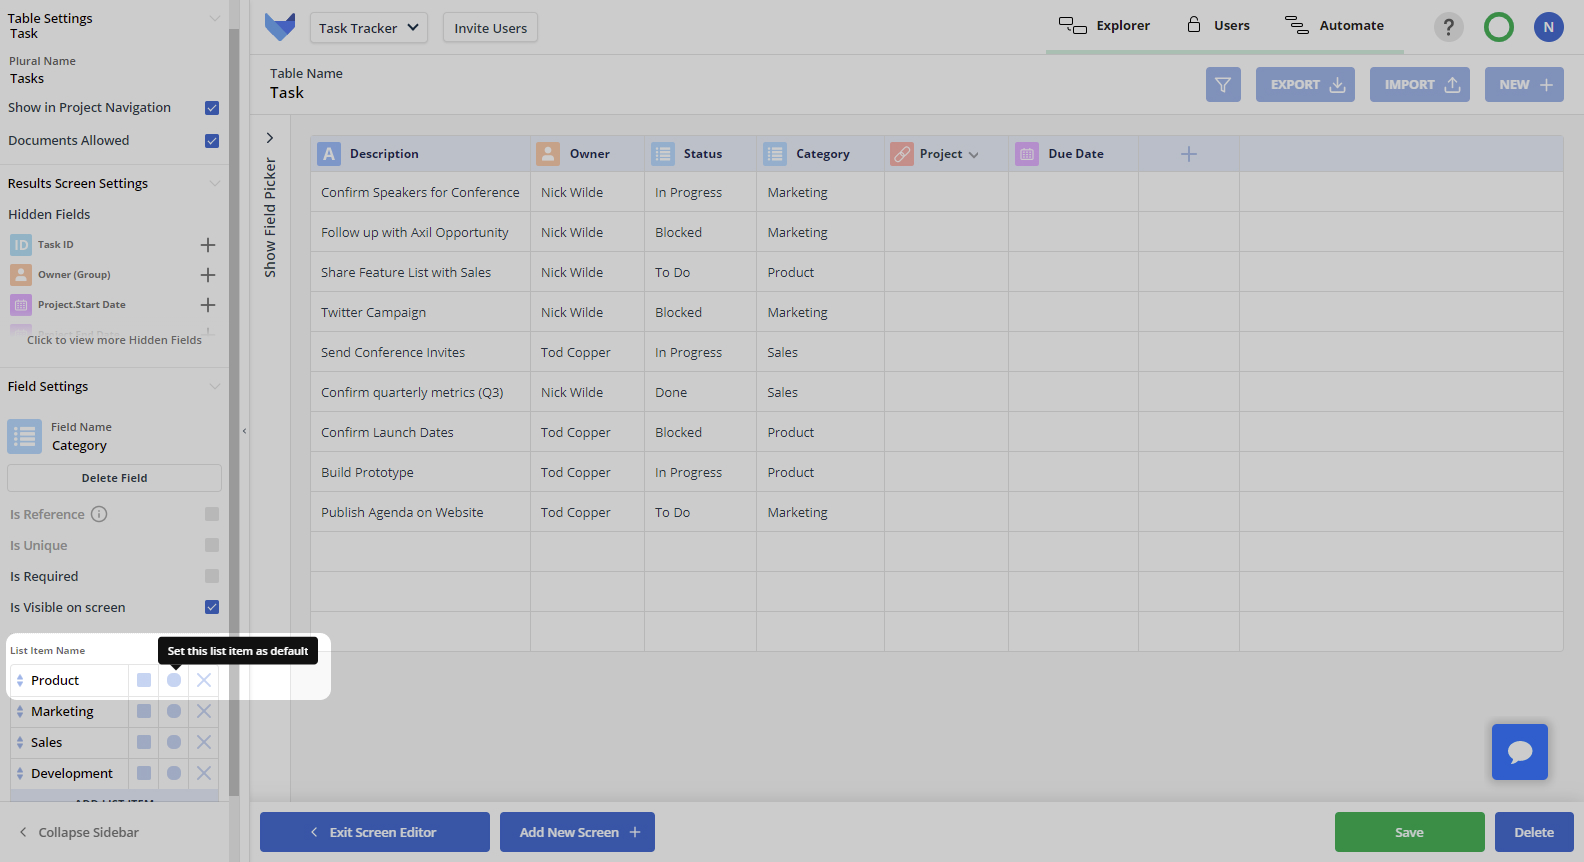 Table Settings
Task
Plural Name
Tasks
Show in Project Navigation
Documents Allowed
Results Screen Settings
Hidden Fields
ID Task ID
Owner (Group)
Project.Start Date
Project.End Date
Click to view more Hidden Fields
Field Settings
Field Name
Category
Delete Field
Is Reference i
Is Unique
Is Required
Is Visible on screen
List Item Name
Set this list item as default
Product
Marketing
Sales
Development
ADD LIST ITEM
Collapse Sidebar
Task Tracker
Invite Users
Explorer
Users
Automate
?
N
Table Name
Task
EXPORT
IMPORT
NEW
Show Field Picker
A Description Owner Status Category Project Due Date
Confirm Speakers for Conference Nick Wilde In Progress Marketing
Follow up with Axil Opportunity Nick Wilde Blocked Marketing
Share Feature List with Sales Nick Wilde To Do Product
Twitter Campaign Nick Wilde Blocked Marketing
Send Conference Invites Tod Copper In Progress Sales
Confirm quarterly metrics (Q3) Nick Wilde Done Sales
Confirm Launch Dates Tod Copper Blocked Product
Build Prototype Tod Copper In Progress Product
Publish Agenda on Website Tod Copper To Do Marketing
Exit Screen Editor
Add New Screen
Save
Delete